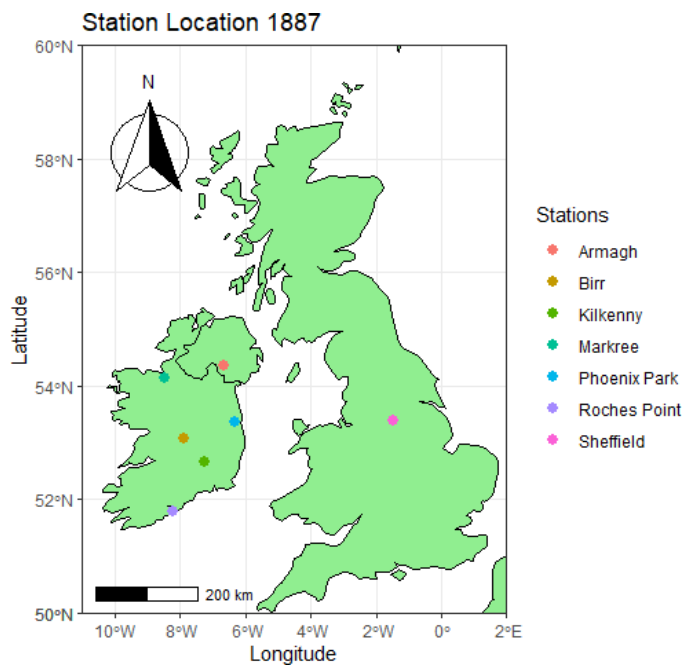 Station Location 1887
60°N
58°N
56°N
54°N
52°N
50°N
Latitude
N
200 km
10°W
8°W
6°W
4°W
2°W
0°
2°E
Longitude
Stations
Armagh
Birr
Kilkenny
Markree
Phoenix Park
Roches Point
Sheffield